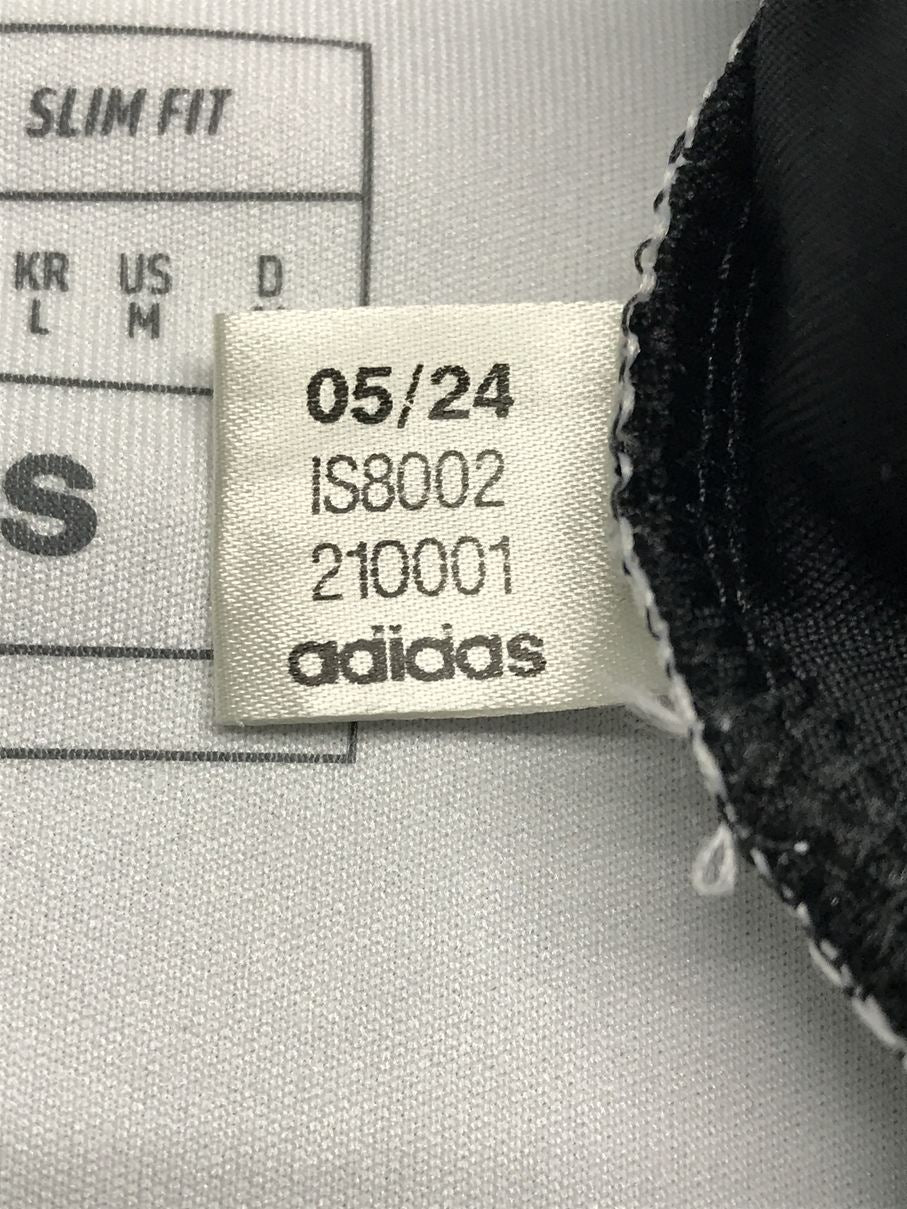 SLIM FIT
KR US D
L M
S
05/24
IS8002
210001
adidas